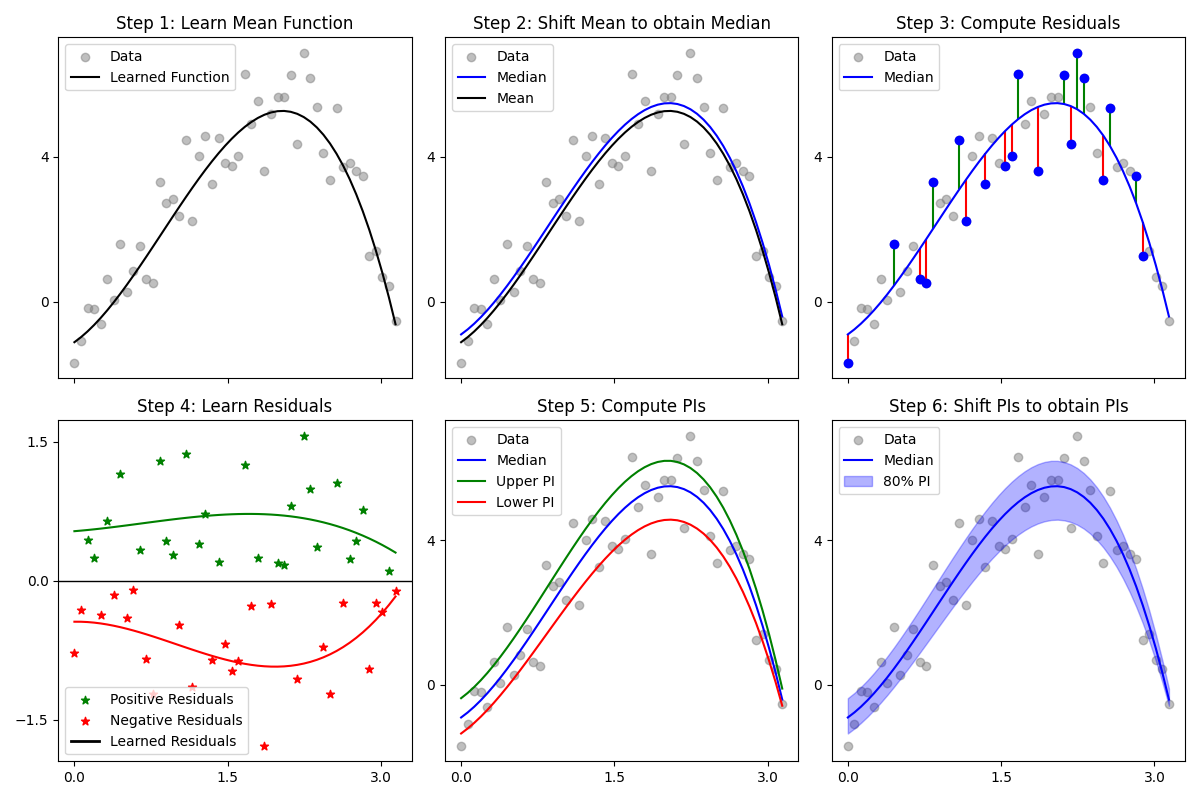 Step 1: Learn Mean Function
Data
Learned Function
4
0
Step 2: Shift Mean to obtain Median
Data
Median
Mean
4
0
Step 3: Compute Residuals
Data
Median
4
0
Step 4: Learn Residuals
1.5
0.0
−1.5
Positive Residuals
Negative Residuals
Learned Residuals
0.0
1.5
3.0
Step 5: Compute PIs
Data
Median
Upper PI
Lower PI
4
0
0.0
1.5
3.0
Step 6: Shift PIs to obtain PIs
Data
Median
80% PI
4
0
0.0
1.5
3.0